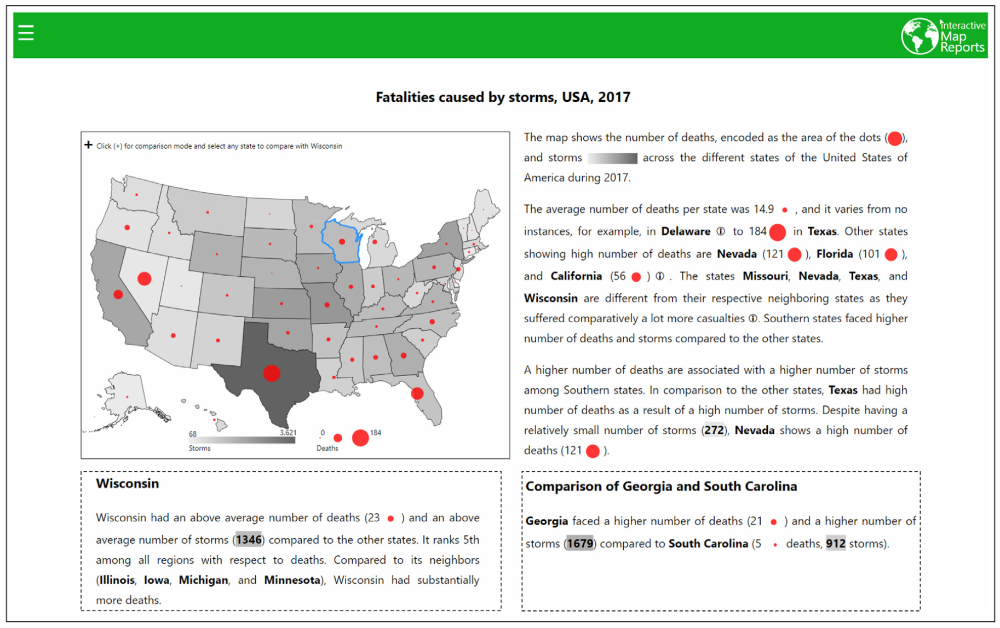 Interactive
Map
Reports
Fatalities caused by storms, USA, 2017
+ Click (+) for comparison mode and select any state to compare with Wisconsin
68 3,621
Storms
0 184
Deaths
The map shows the number of deaths, encoded as the area of the dots ( ),
and storms across the different states of the United States of
America during 2017.
The average number of deaths per state was 14.9 , and it varies from no
instances, for example, in Delaware ⓘ to 184 in Texas. Other states
showing high number of deaths are Nevada (121 ), Florida (101 ),
and California (56 ) ⓘ . The states Missouri, Nevada, Texas, and
Wisconsin are different from their respective neighboring states as they
suffered comparatively a lot more casualties ⓘ. Southern states faced higher
number of deaths and storms compared to the other states.
A higher number of deaths are associated with a higher number of storms
among Southern states. In comparison to the other states, Texas had high
number of deaths as a result of a high number of storms. Despite having a
relatively small number of storms (272), Nevada shows a high number of
deaths (121 ).
Wisconsin
Wisconsin had an above average number of deaths (23 ) and an above
average number of storms (1346) compared to the other states. It ranks 5th
among all regions with respect to deaths. Compared to its neighbors
(Illinois, Iowa, Michigan, and Minnesota), Wisconsin had substantially
more deaths.
Comparison of Georgia and South Carolina
Georgia faced a higher number of deaths (21 ) and a higher number of
storms (1679) compared to South Carolina (5 deaths, 912 storms).